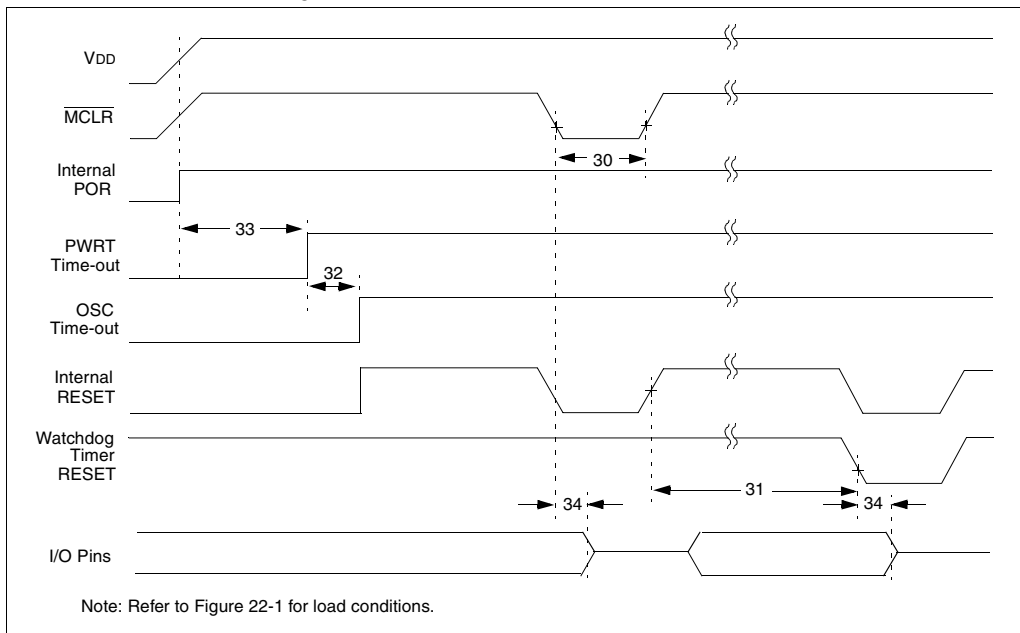 VDD
MCLR
30
Internal
POR
33
PWRT
Time-out
32
OSC
Time-out
Internal
RESET
Watchdog
Timer
RESET
31
34
34
I/O Pins
Note: Refer to Figure 22-1 for load conditions.